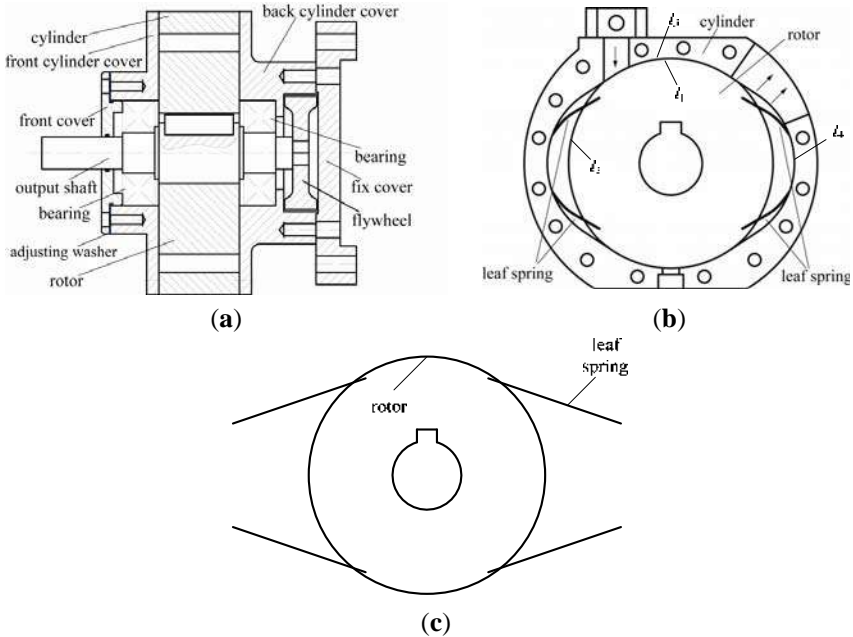 cylinder
front cylinder cover
front cover
output shaft
bearing
adjusting washer
rotor
back cylinder cover
bearing
fix cover
flywheel
(a)
cylinder
rotor
leaf spring
leaf spring
(b)
leaf
spring
rotor
(c)